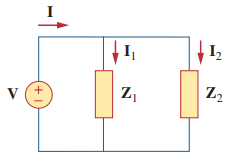 I
I₁
I₂
V
+
−
Z₁
Z₂